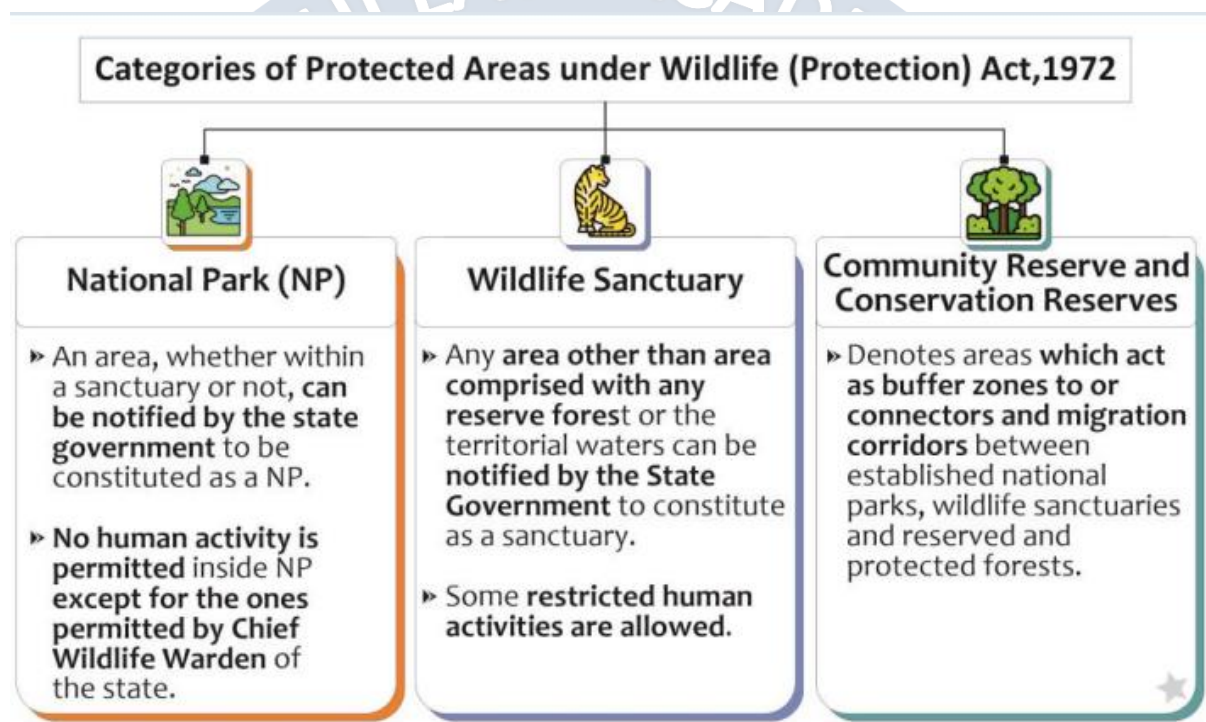 Categories of Protected Areas under Wildlife (Protection) Act,1972
National Park (NP)
An area, whether within
a sanctuary or not, can
be notified by the state
government to be
constituted as a NP.
No human activity is
permitted inside NP
except for the ones
permitted by Chief
Wildlife Warden of
the state.
Wildlife Sanctuary
Any area other than area
comprised with any
reserve forest or the
territorial waters can be
notified by the State
Government to constitute
as a sanctuary.
Some restricted human
activities are allowed.
Community Reserve and
Conservation Reserves
Denotes areas which act
as buffer zones to or
connectors and migration
corridors between
established national
parks, wildlife sanctuaries
and reserved and
protected forests.